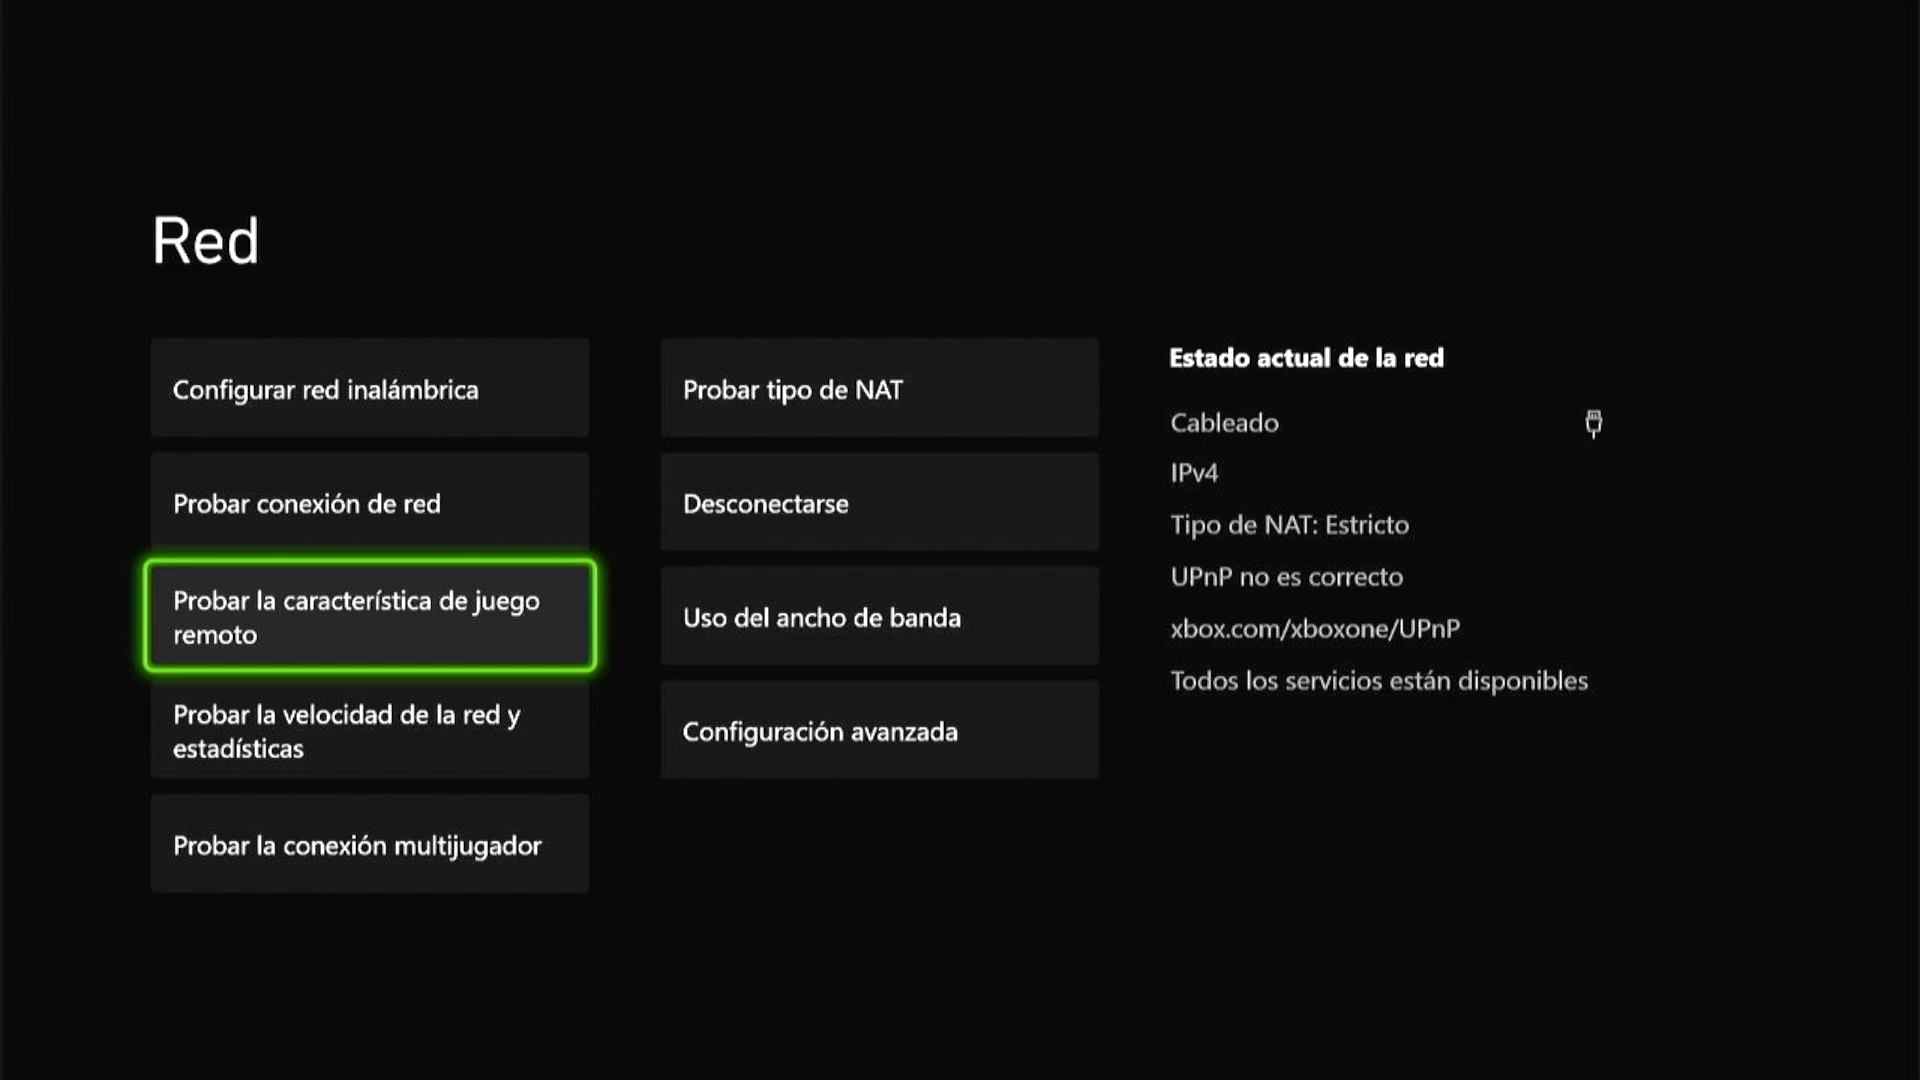 Red
Configurar red inalámbrica
Probar conexión de red
Probar la característica de juego
remoto
Probar la velocidad de la red y
estadísticas
Probar la conexión multijugador
Probar tipo de NAT
Desconectarse
Uso del ancho de banda
Configuración avanzada
Estado actual de la red
Cableado
IPv4
Tipo de NAT: Estricto
UPnP no es correcto
xbox.com/xboxone/UPnP
Todos los servicios están disponibles